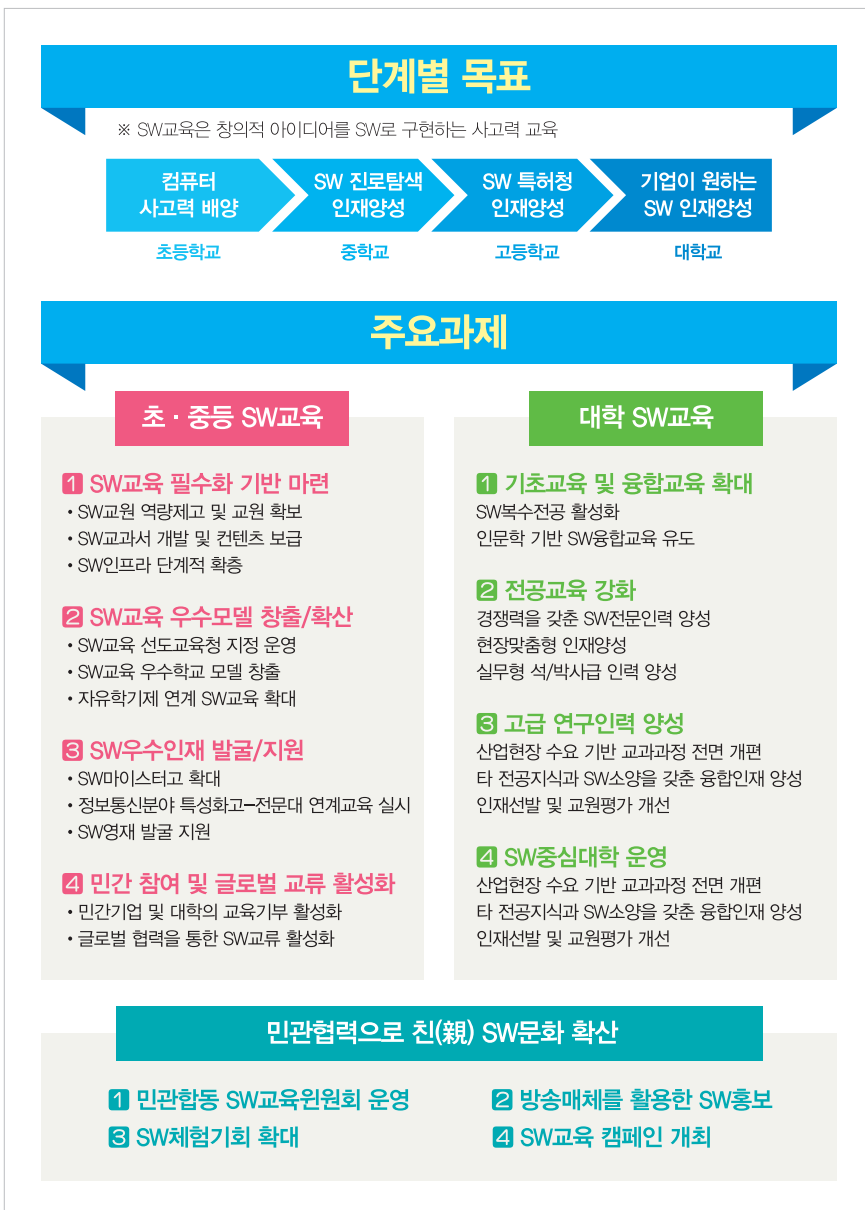 단계별 목표
※ SW교육은 창의적 아이디어를 SW로 구현하는 사고력 교육
컴퓨터
사고력 배양
초등학교
SW 진로탐색
인재양성
중학교
SW 특허청
인재양성
고등학교
기업이 원하는
SW 인재양성
대학교
주요과제
초 · 중등 SW교육
1 SW교육 필수화 기반 마련
• SW교원 역량제고 및 교원 확보
• SW교과서 개발 및 컨텐츠 보급
• SW인프라 단계적 확층
2 SW교육 우수모델 창출/확산
• SW교육 선도교육청 지정 운영
• SW교육 우수학교 모델 창출
• 자유학기제 연계 SW교육 확대
3 SW우수인재 발굴/지원
• SW마이스터고 확대
• 정보통신분야 특성화고–전문대 연계교육 실시
• SW영재 발굴 지원
4 민간 참여 및 글로벌 교류 활성화
• 민간기업 및 대학의 교육기부 활성화
• 글로벌 협력을 통한 SW교류 활성화
대학 SW교육
1 기초교육 및 융합교육 확대
SW복수전공 활성화
인문학 기반 SW융합교육 유도
2 전공교육 강화
경쟁력을 갖춘 SW전문인력 양성
현장맞춤형 인재양성
실무형 석/박사급 인력 양성
3 고급 연구인력 양성
산업현장 수요 기반 교과과정 전면 개편
타 전공지식과 SW소양을 갖춘 융합인재 양성
인재선발 및 교원평가 개선
4 SW중심대학 운영
산업현장 수요 기반 교과과정 전면 개편
타 전공지식과 SW소양을 갖춘 융합인재 양성
인재선발 및 교원평가 개선
민관협력으로 친(親) SW문화 확산
1 민관합동 SW교육윈원회 운영
2 방송매체를 활용한 SW홍보
3 SW체험기회 확대
4 SW교육 캠페인 개최